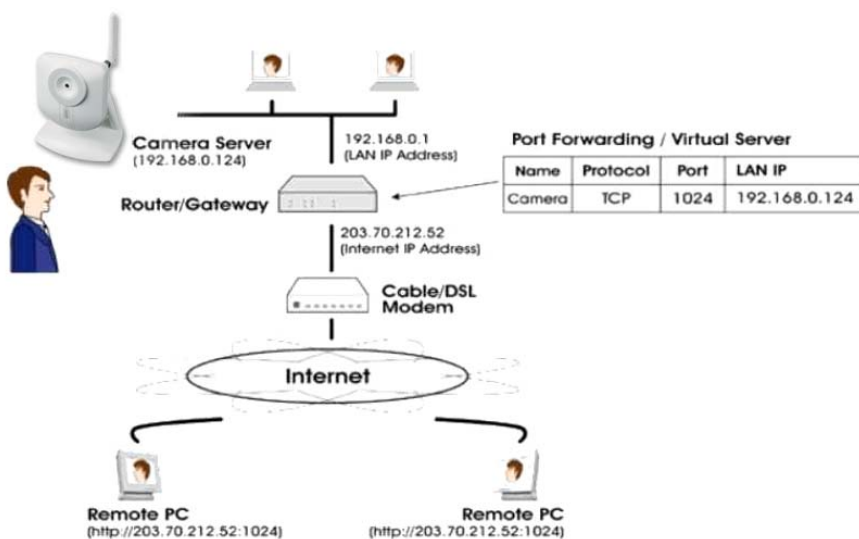 Camera Server
(192.168.0.124)
192.168.0.1
(LAN IP Address)
Port Forwarding / Virtual Server
Name Protocol Port LAN IP
Camera TCP 1024 192.168.0.124
Router/Gateway
203.70.212.52
(Internet IP Address)
Cable/DSL
Modem
Internet
Remote PC
(http://203.70.212.52:1024)
Remote PC
(http://203.70.212.52:1024)